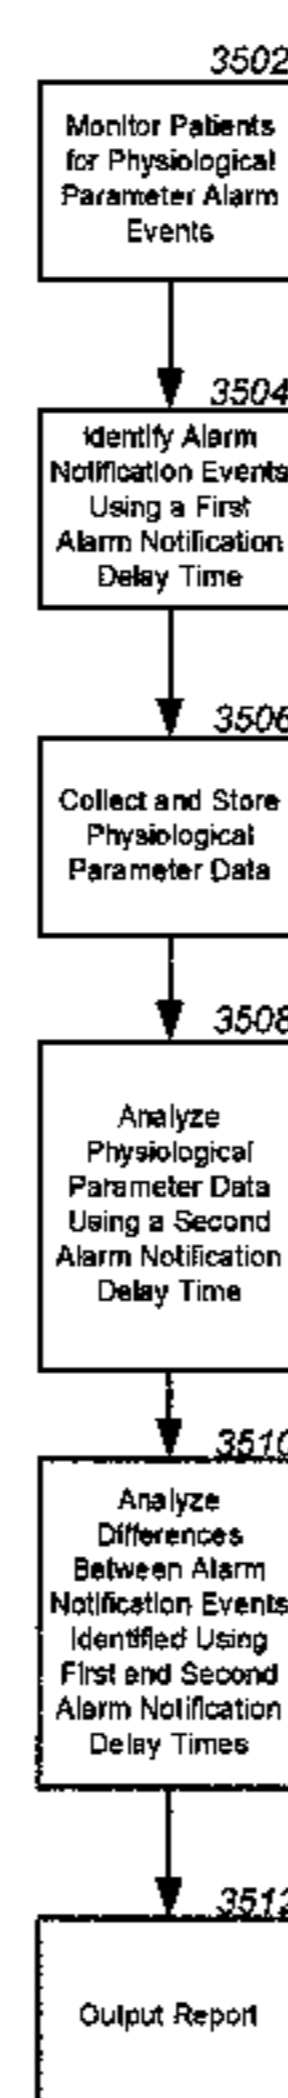 3502
Monitor Patients
for Physiological
Parameter Alarm
Events
3504
Identify Alarm
Notification Events
Using a First
Alarm Notification
Delay Time
3506
Collect and Store
Physiological
Parameter Data
3508
Analyze
Physiological
Parameter Data
Using a Second
Alarm Notification
Delay Time
3510
Analyze
Differences
Between Alarm
Notification Events
Identified Using
First and Second
Alarm Notification
Delay Times
3512
Output Report